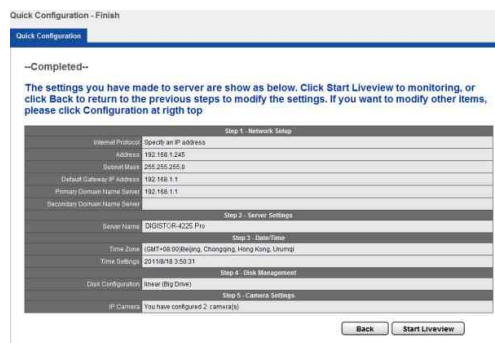 Quick Configuration - Finish
Quick Configuration
--Completed--
The settings you have made to server are show as below. Click Start Liveview to monitoring, or
click Back to return to the previous steps to modify the settings. If you want to modify other items,
please click Configuration at rigth top
Step 1 - Network Setup
Internet Protocol Specify an IP address
Address 192.168.1.245
Subnet Mask 255.255.255.0
Default Gateway IP Address 192.168.1.1
Primary Domain Name Server 192.168.1.1
Secondary Domain Name Server
Step 2 - Server Settings
Server Name DIGISTOR-4225 Pro
Step 3 - Date/Time
Time Zone (GMT+08:00)Beijing, Chongqing, Hong Kong, Urumqi
Time Settings 2011/8/18 3:50:31
Step 4 - Disk Management
Disk Configuration linear (Big Drive)
Step 5 - Camera Settings
IP Camera You have configured 2 camera(s)
Back Start Liveview